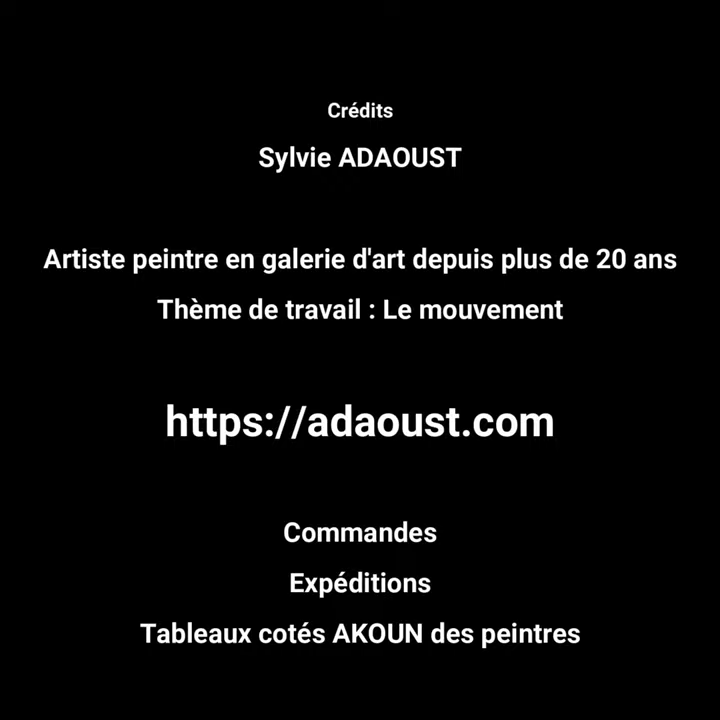 Crédits
Sylvie ADAOUST
Artiste peintre en galerie d'art depuis plus de 20 ans
Thème de travail : Le mouvement
https://adaoust.com
Commandes
Expéditions
Tableaux cotés AKOUN des peintres